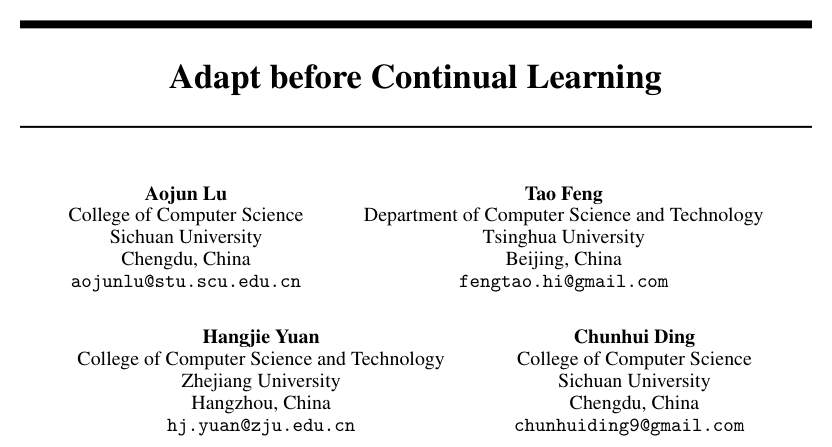 Adapt before Continual Learning
Aojun Lu
College of Computer Science
Sichuan University
Chengdu, China
aojunlu@stu.scu.edu.cn
Tao Feng
Department of Computer Science and Technology
Tsinghua University
Beijing, China
fengtao.hi@gmail.com
Hangjie Yuan
College of Computer Science and Technology
Zhejiang University
Hangzhou, China
hj.yuan@zju.edu.cn
Chunhui Ding
College of Computer Science
Sichuan University
Chengdu, China
chunhuiding9@gmail.com